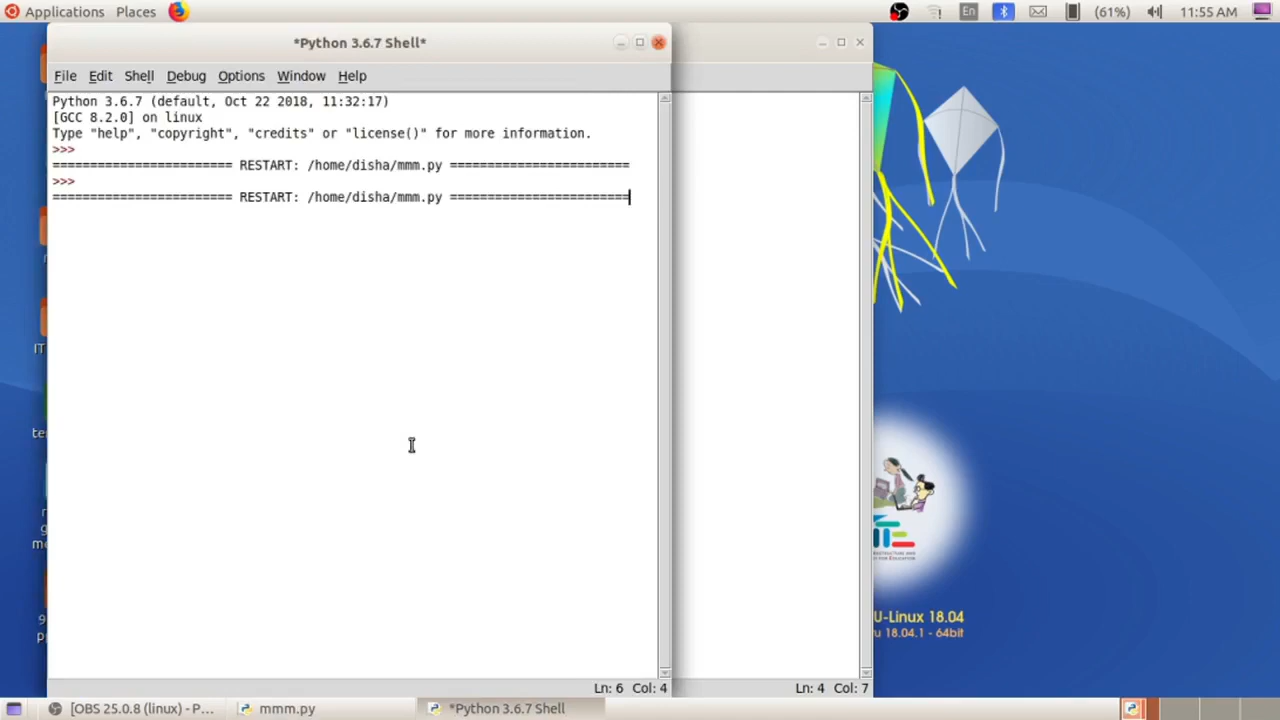 Applications Places En (61%) 11:55 AM
*Python 3.6.7 Shell*
File Edit Shell Debug Options Window Help
Python 3.6.7 (default, Oct 22 2018, 11:32:17)
[GCC 8.2.0] on linux
Type "help", "copyright", "credits" or "license()" for more information.
>>>
======================== RESTART: /home/disha/mmm.py ========================
>>>
======================== RESTART: /home/disha/mmm.py ========================
IT
te
9
U-Linux 18.04
u 18.04.1 - 64bit
Ln: 6 Col: 4
Ln: 4 Col: 7
[OBS 25.0.8 (linux) - P... mmm.py *Python 3.6.7 Shell